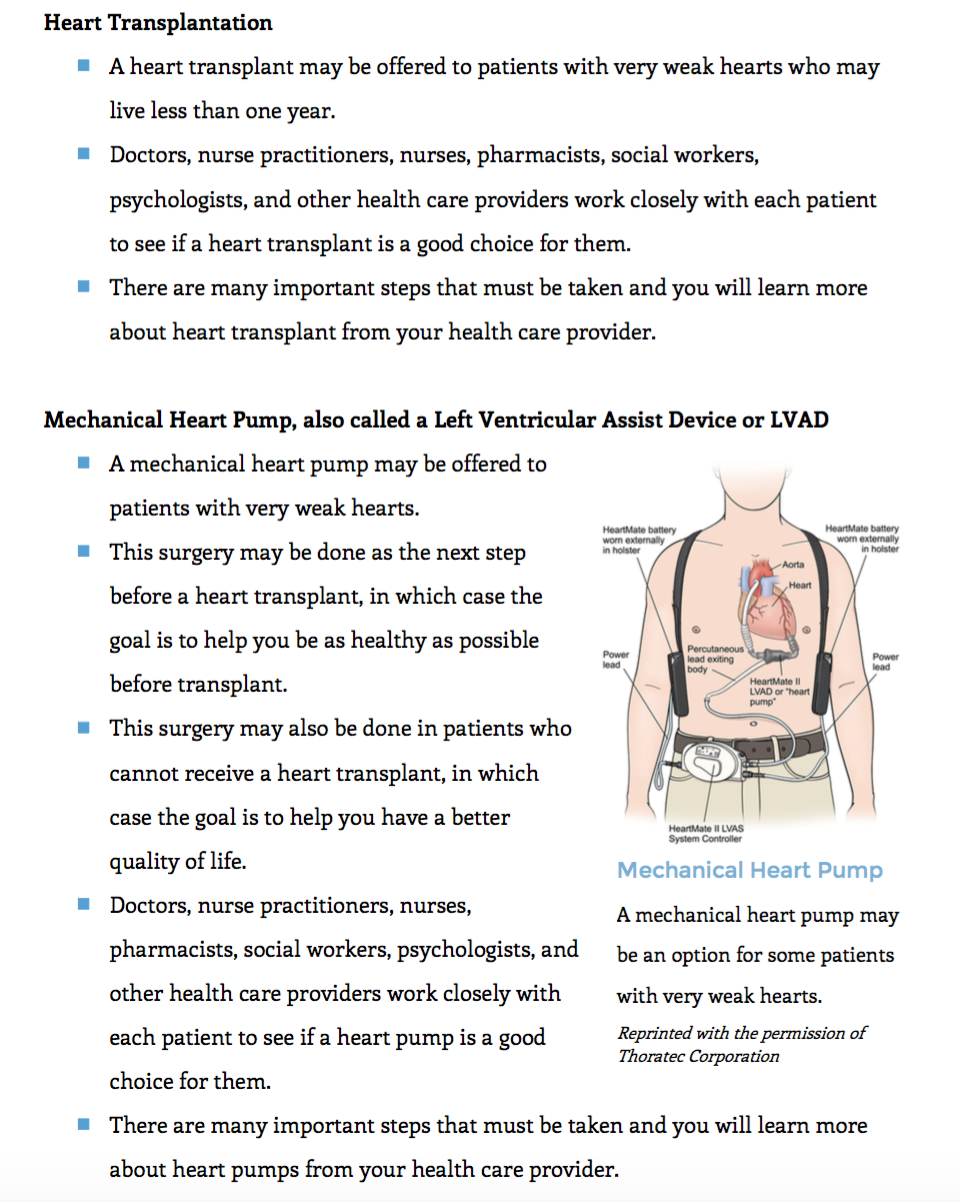 Heart Transplantation
A heart transplant may be offered to patients with very weak hearts who may
live less than one year.
Doctors, nurse practitioners, nurses, pharmacists, social workers,
psychologists, and other health care providers work closely with each patient
to see if a heart transplant is a good choice for them.
There are many important steps that must be taken and you will learn more
about heart transplant from your health care provider.
Mechanical Heart Pump, also called a Left Ventricular Assist Device or LVAD
A mechanical heart pump may be offered to
patients with very weak hearts.
This surgery may be done as the next step
before a heart transplant, in which case the
goal is to help you be as healthy as possible
before transplant.
This surgery may also be done in patients who
cannot receive a heart transplant, in which
case the goal is to help you have a better
quality of life.
Doctors, nurse practitioners, nurses,
pharmacists, social workers, psychologists, and
other health care providers work closely with
each patient to see if a heart pump is a good
choice for them.
There are many important steps that must be taken and you will learn more
about heart pumps from your health care provider.
HeartMate battery
worn externally
in holster
HeartMate battery
worn externally
in holster
Aorta
Heart
Percutaneous
lead exiting
body
Power
lead
Power
lead
HeartMate II
LVAD or "heart
pump"
HeartMate II LVAS
System Controller
Mechanical Heart Pump
A mechanical heart pump may
be an option for some patients
with very weak hearts.
Reprinted with the permission of
Thoratec Corporation